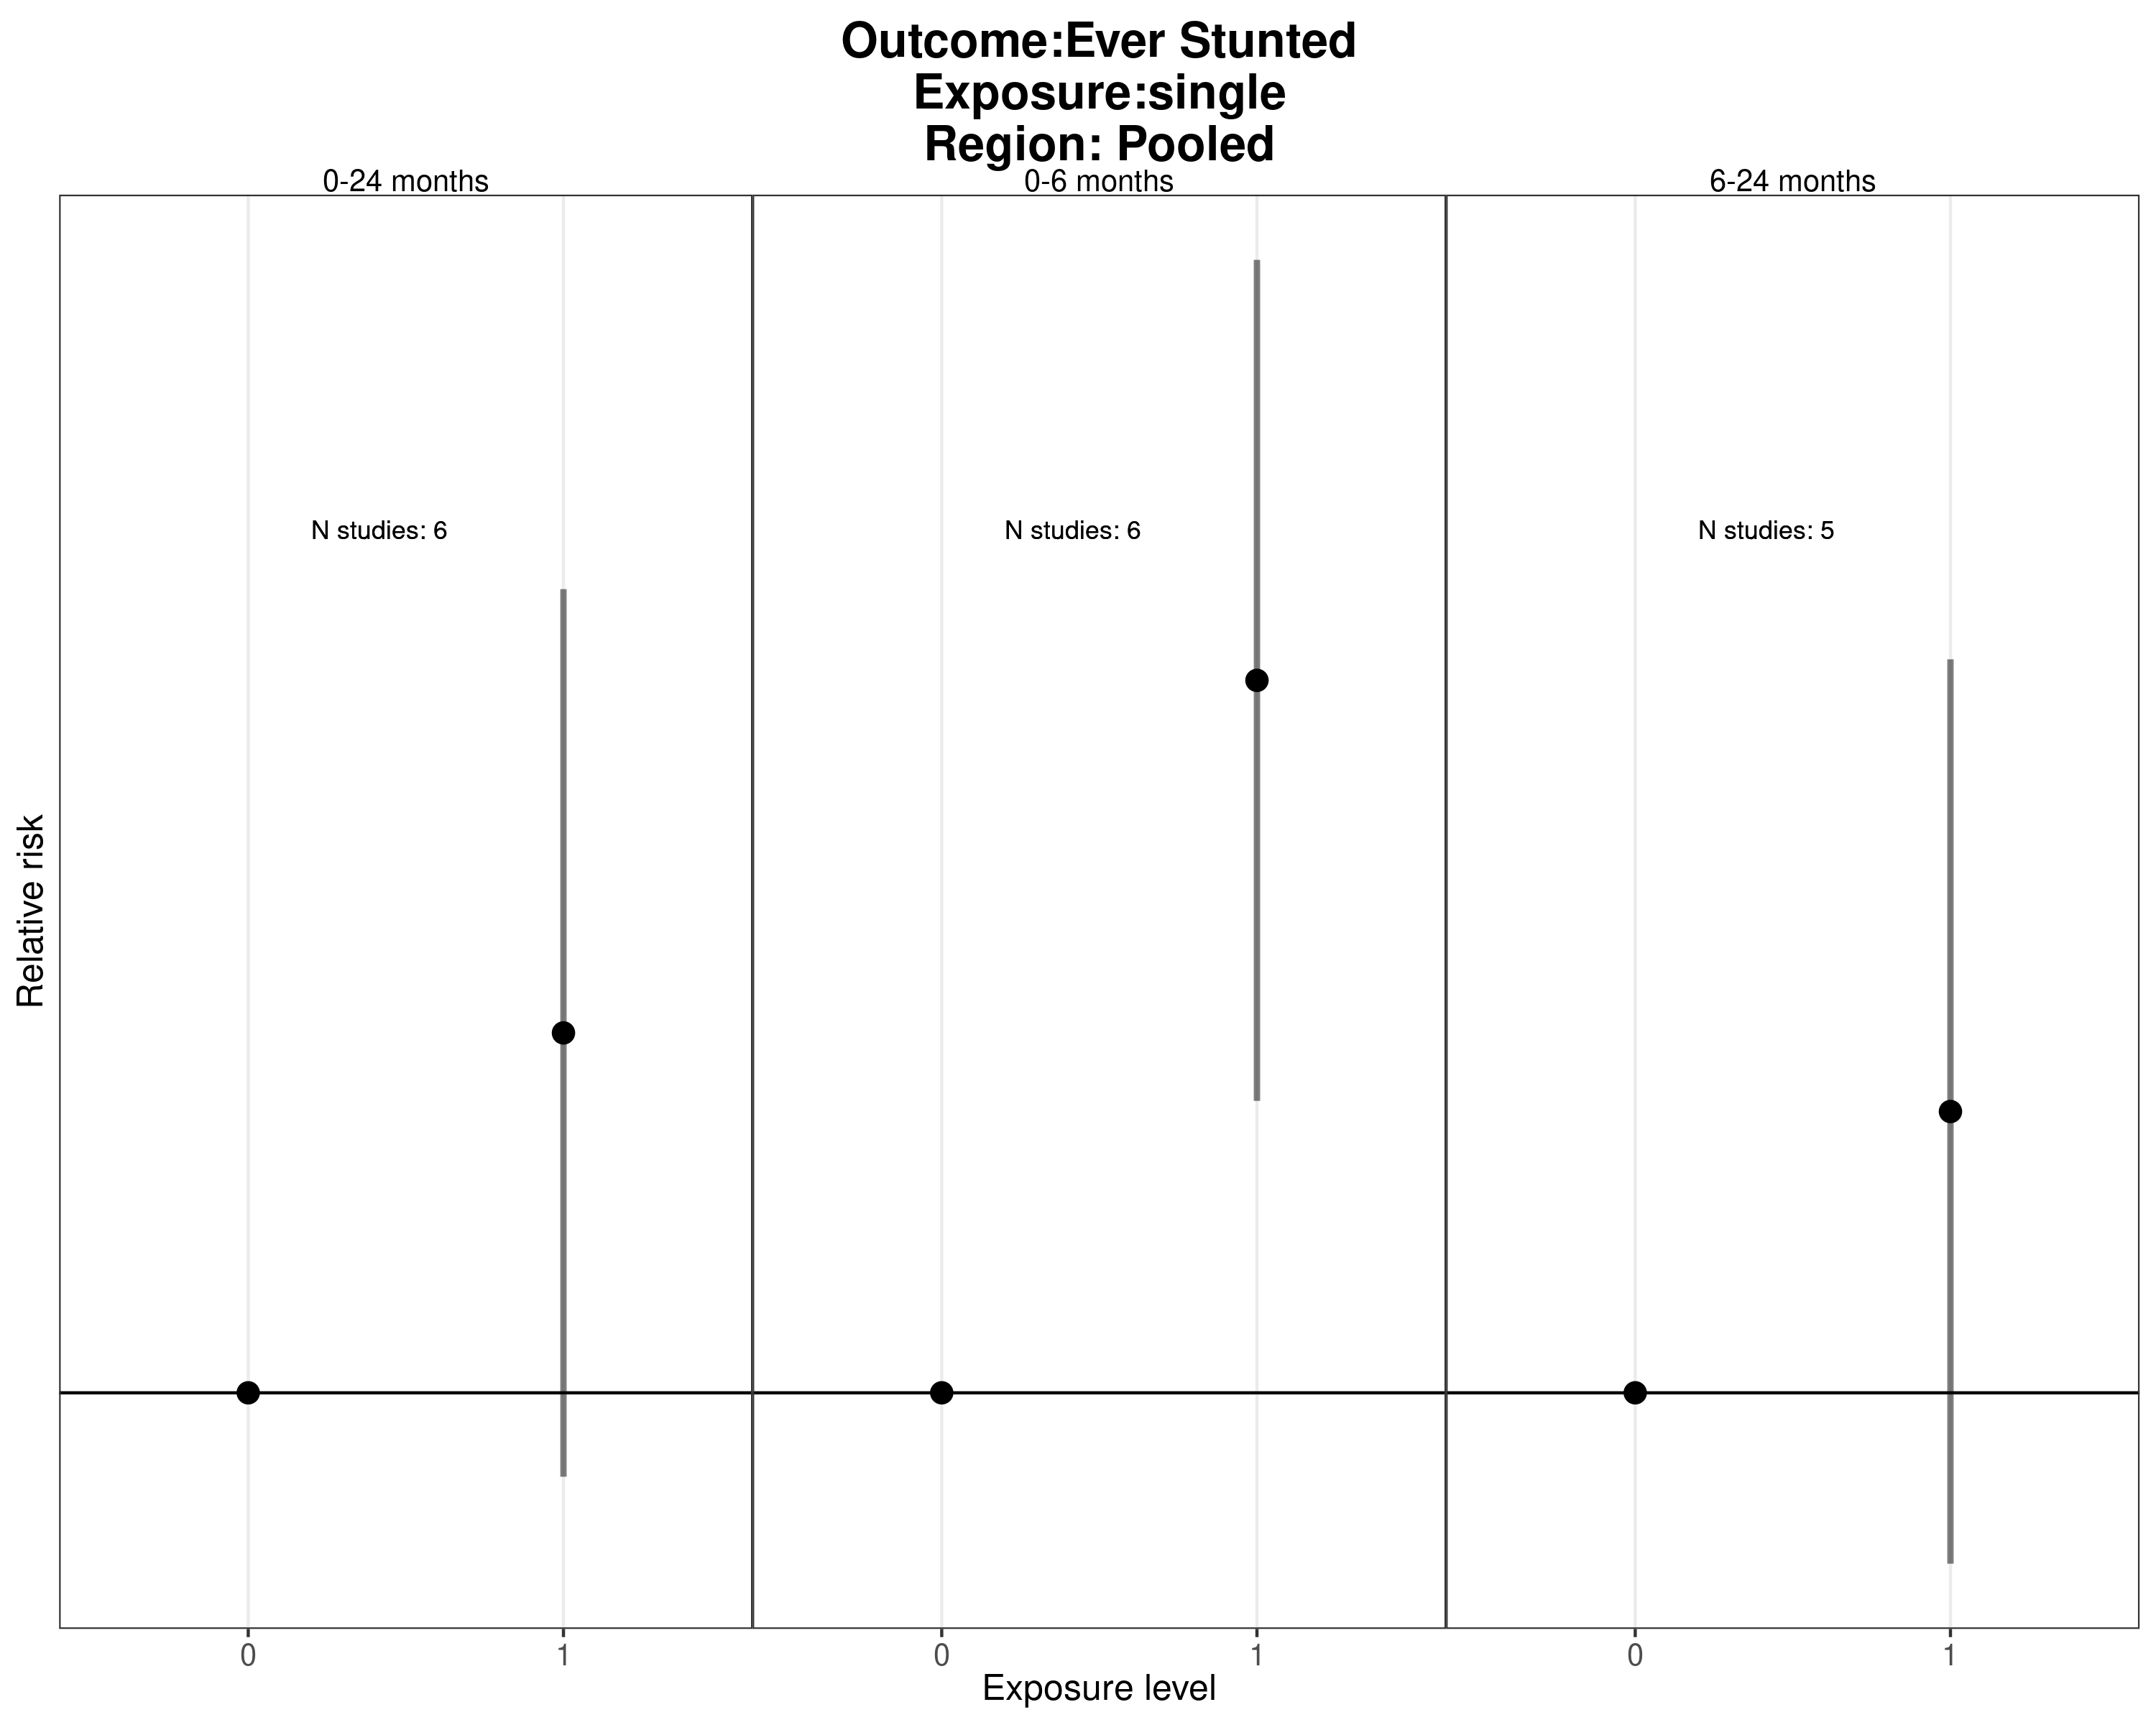 Outcome:Ever Stunted
Exposure:single
Region: Pooled
0-24 months
0-6 months
6-24 months
N studies: 6
N studies: 6
N studies: 5
Relative risk
0
1
0
1
0
1
Exposure level